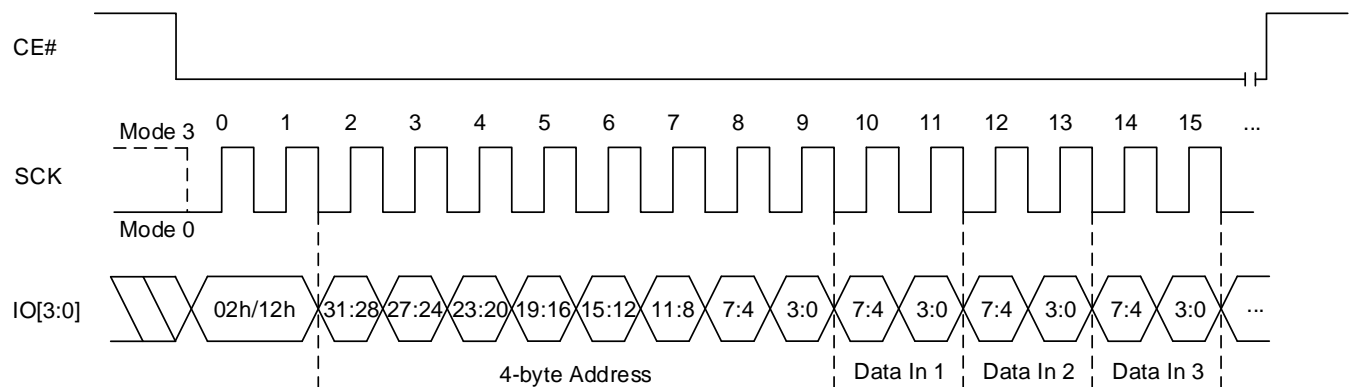 CE#
Mode 3 0 1 2 3 4 5 6 7 8 9 10 11 12 13 14 15 ...
SCK
Mode 0
IO[3:0] 02h/12h 31:28 27:24 23:20 19:16 15:12 11:8 7:4 3:0 7:4 3:0 7:4 3:0 7:4 3:0 ...
4-byte Address Data In 1 Data In 2 Data In 3